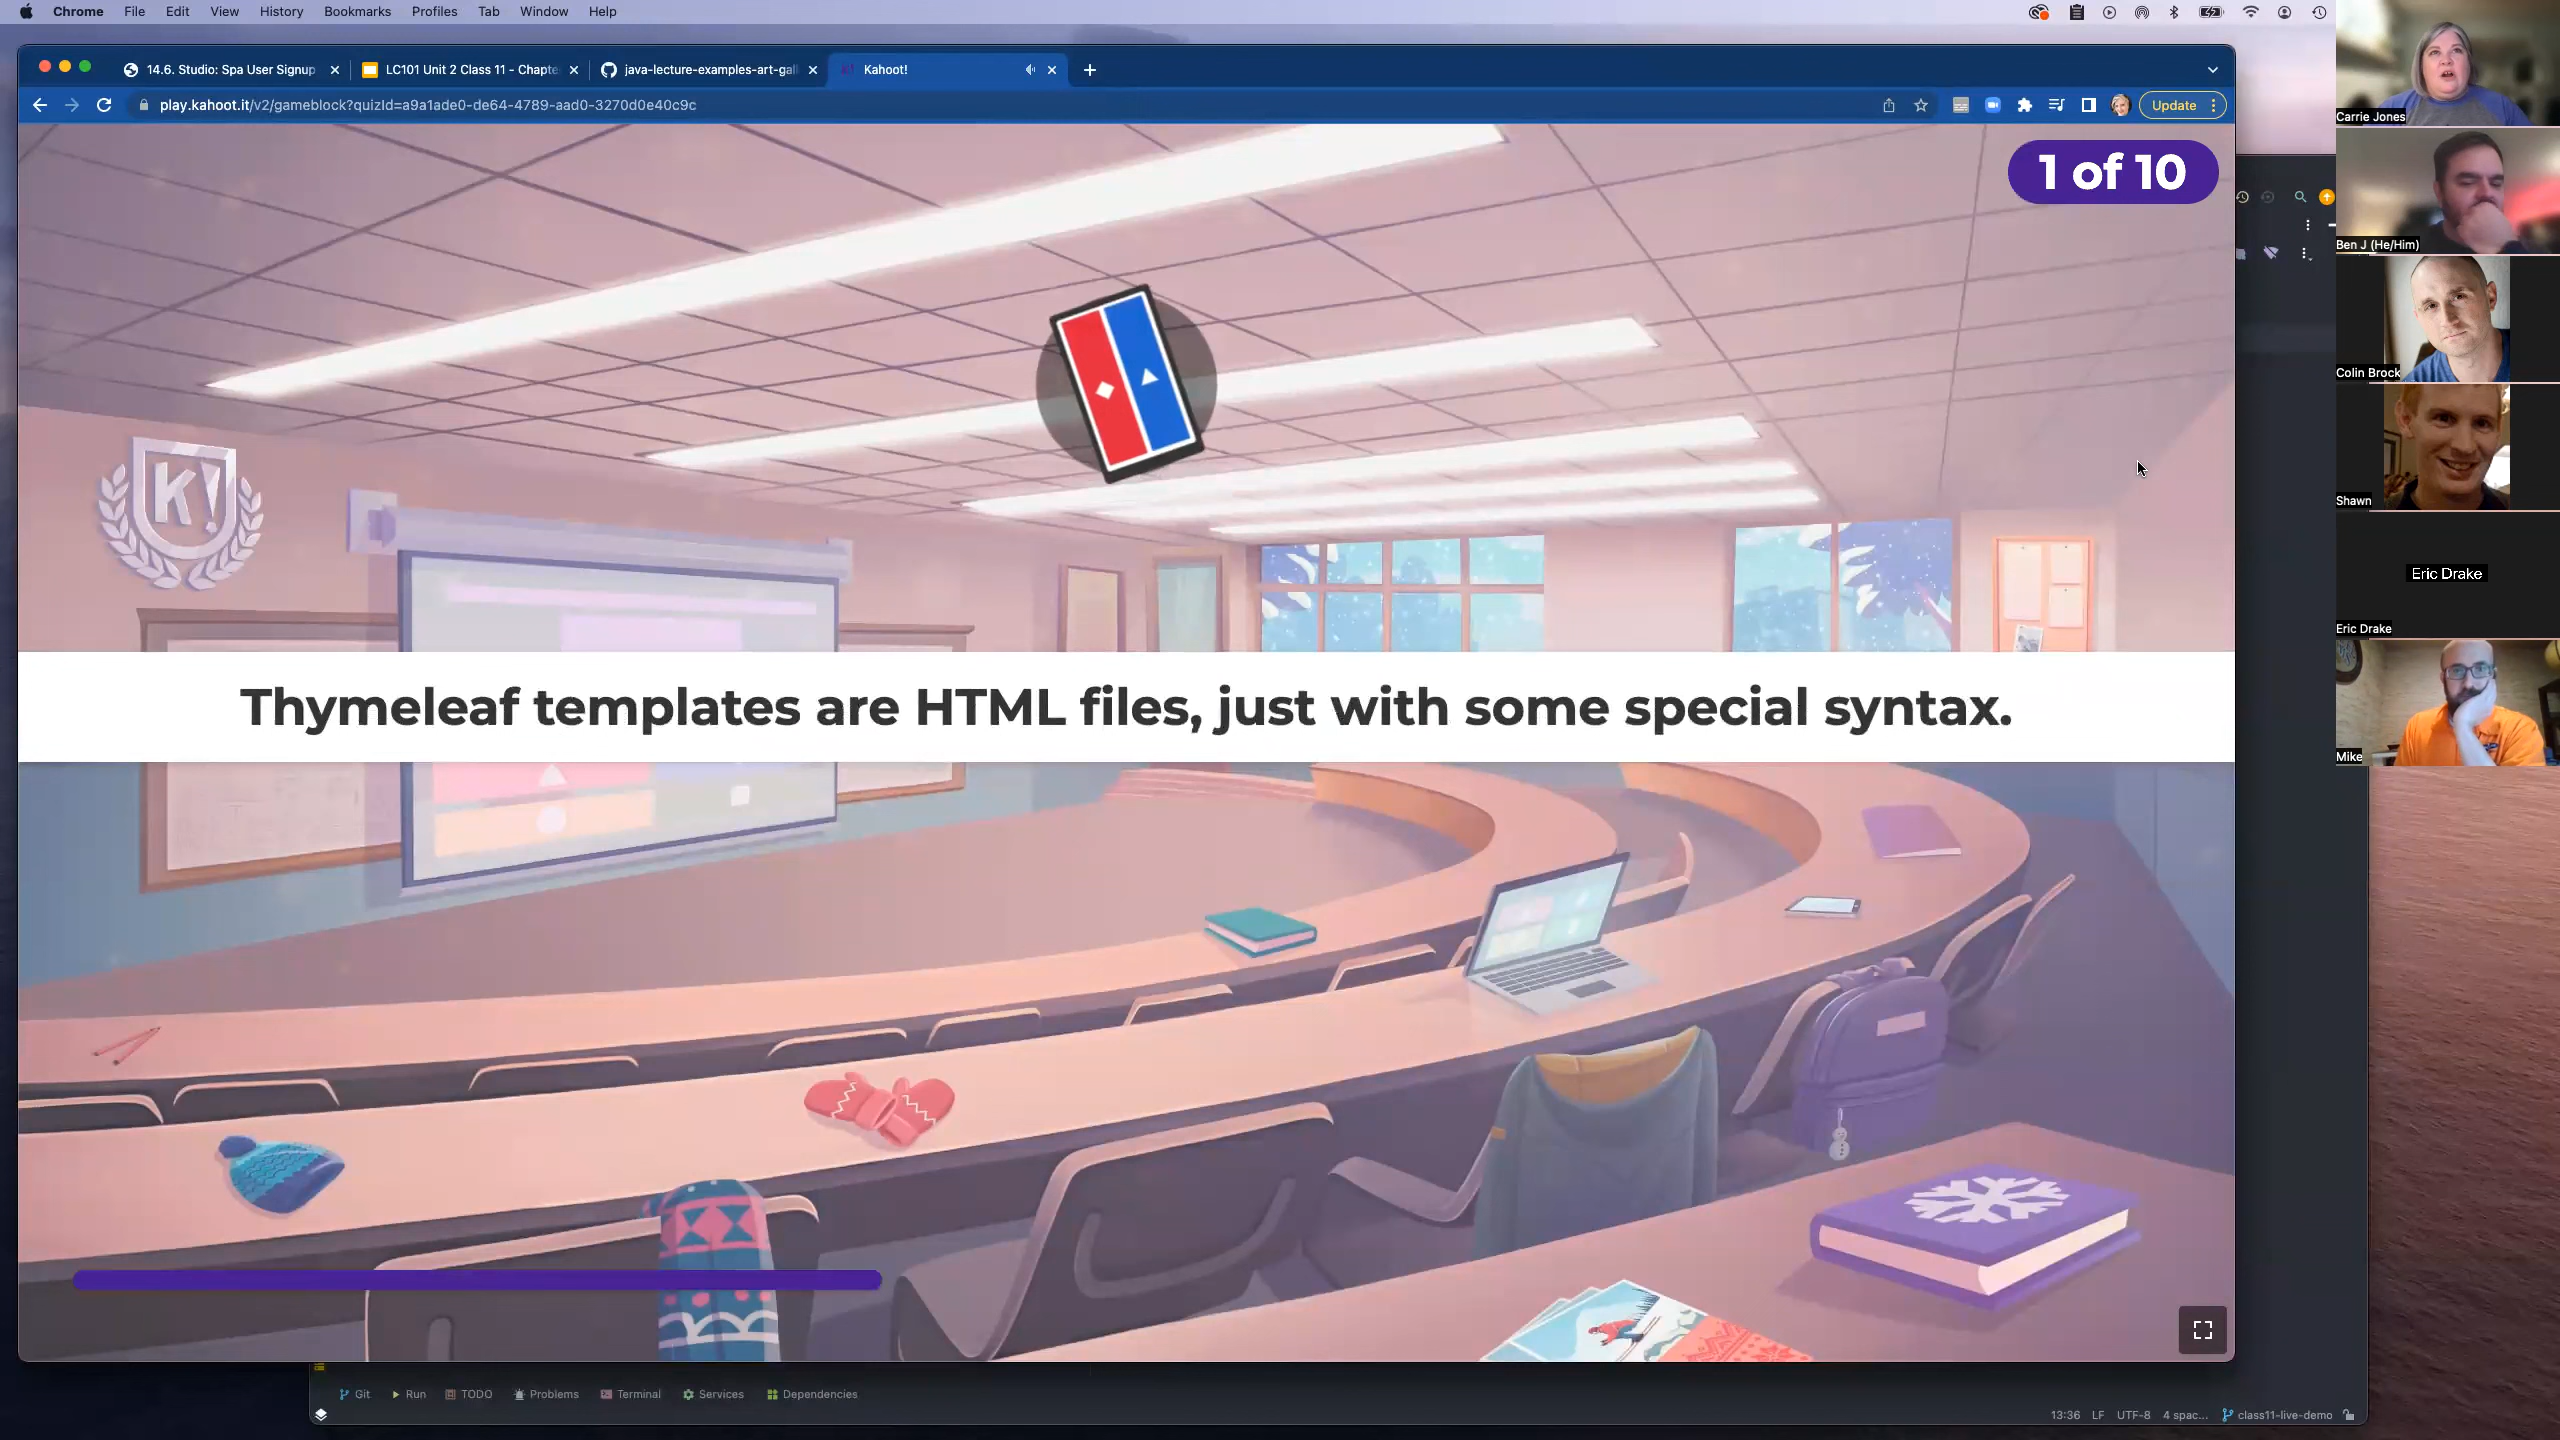 Chrome File Edit View History Bookmarks Profiles Tab Window Help
14.6. Studio: Spa User Signup
LC101 Unit 2 Class 11 - Chapte
java-lecture-examples-art-gall
Kahoot!
play.kahoot.it/v2/gameblock?quizId=a9a1ade0-de64-4789-aad0-3270d0e40c9c
Update
1 of 10
K!
Thymeleaf templates are HTML files, just with some special syntax.
Git Run TODO Problems Terminal Services Dependencies
13:36 LF UTF-8 4 spac... class11-live-demo
Carrie Jones
Ben J (He/Him)
Colin Brock
Shawn
Eric Drake
Eric Drake
Mike